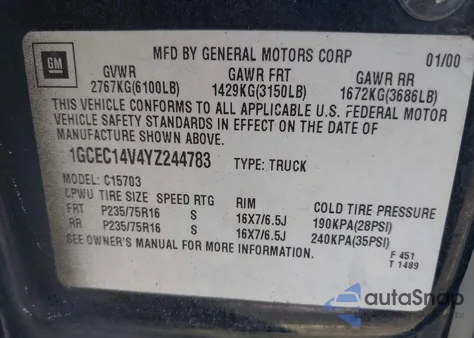 GM MFD BY GENERAL MOTORS CORP 01/00
GVWR GAWR FRT GAWR RR
2767KG(6100LB) 1429KG(3150LB) 1672KG(3686LB)
THIS VEHICLE CONFORMS TO ALL APPLICABLE U.S. FEDERAL MOTOR
VEHICLE SAFETY STANDARDS IN EFFECT ON THE DATE OF
MANUFACTURE SHOWN ABOVE.
1GCEC14V4YZ244783 TYPE: TRUCK
MODEL: C15703
LPWU TIRE SIZE SPEED RTG RIM COLD TIRE PRESSURE
FRT P235/75R16 S 16X7/6.5J 190KPA(28PSI)
RR P235/75R16 S 16X7/6.5J 240KPA(35PSI)
SEE OWNER'S MANUAL FOR MORE INFORMATION.
F 451
T 1489
autoSnap